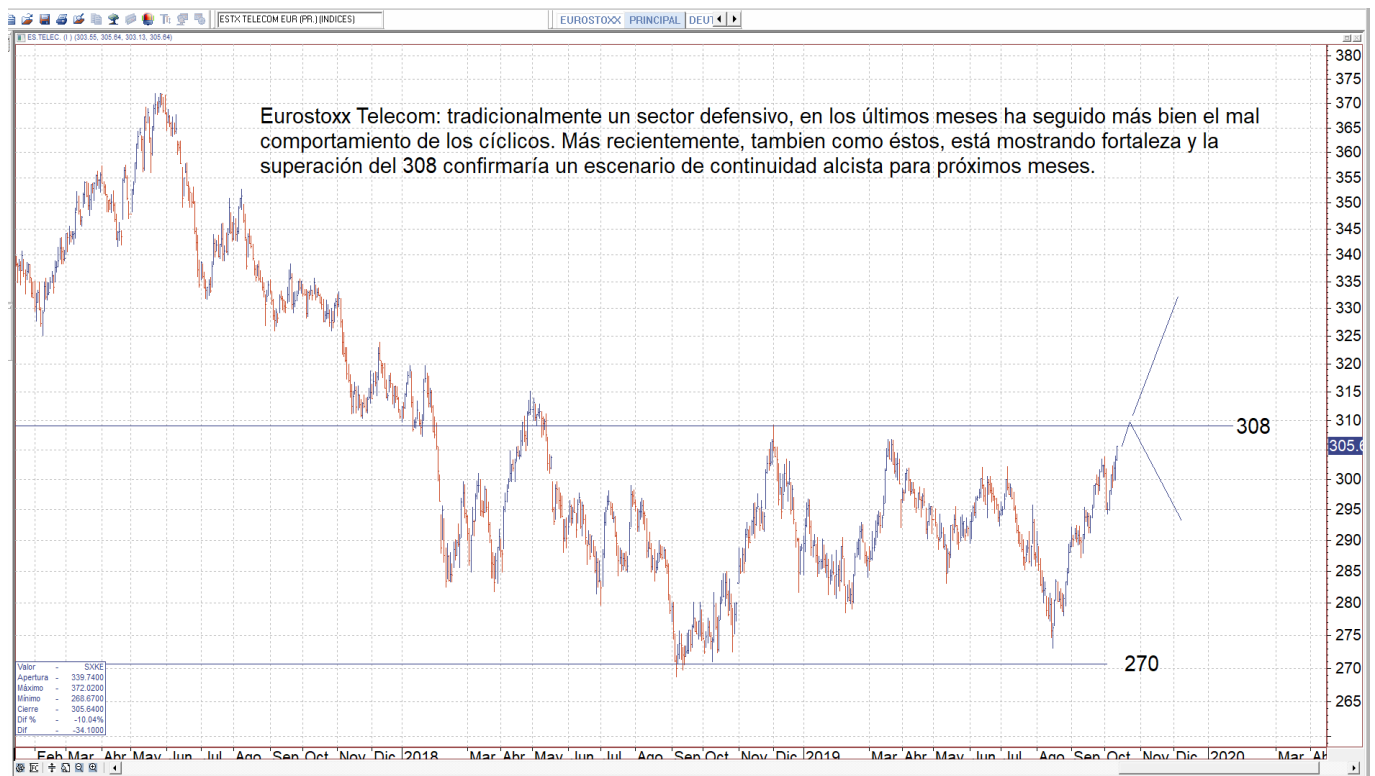 ESTX TELECOM EUR (PR.) (INDICES)
EUROSTOXX PRINCIPAL DEUT
ES.TELEC. (I) (303.55, 305.64, 303.13, 305.64)
Eurostoxx Telecom: tradicionalmente un sector defensivo, en los últimos meses ha seguido más bien el mal
comportamiento de los cíclicos. Más recientemente, tambien como éstos, está mostrando fortaleza y la
superación del 308 confirmaría un escenario de continuidad alcista para próximos meses.
380
375
370
365
360
355
350
345
340
335
330
325
320
315
310
308
305.6
300
295
290
285
280
275
270
270
265
Valor - SXKE
Apertura - 339.7400
Máximo - 372.0200
Mínimo - 268.6700
Cierre - 305.6400
Dif % - -10.04%
Dif - -34.1000
Feb Mar Abr May Jun Jul Ago Sep Oct Nov Dic 2018 Mar Abr May Jun Jul Ago Sep Oct Nov Dic 2019 Mar Abr May Jun Jul Ago Sep Oct Nov Dic 2020 Mar Ab